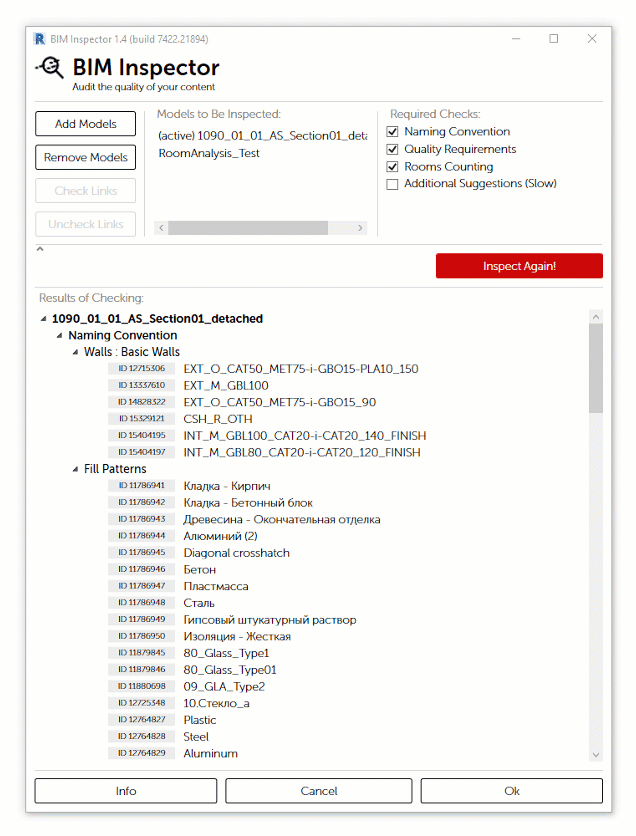 BIM Inspector 1.4 (build 7422.21894)
BIM Inspector
Audit the quality of your content
Add Models
Remove Models
Check Links
Uncheck Links
Models to Be Inspected:
(active) 1090_01_01_AS_Section01_deta
RoomAnalysis_Test
Required Checks:
Naming Convention
Quality Requirements
Rooms Counting
Additional Suggestions (Slow)
Inspect Again!
Results of Checking:
1090_01_01_AS_Section01_detached
Naming Convention
Walls : Basic Walls
ID 12715306 EXT_O_CAT50_MET75-i-GBO15-PLA10_150
ID 13337610 EXT_M_GBL100
ID 14828322 EXT_O_CAT50_MET75-i-GBO15_90
ID 15329121 CSH_R_OTH
ID 15404195 INT_M_GBL100_CAT20-i-CAT20_140_FINISH
ID 15404197 INT_M_GBL80_CAT20-i-CAT20_120_FINISH
Fill Patterns
ID 11786941 Кладка - Кирпич
ID 11786942 Кладка - Бетонный блок
ID 11786943 Древесина - Окончательная отделка
ID 11786944 Алюминий (2)
ID 11786945 Diagonal crosshatch
ID 11786946 Бетон
ID 11786947 Пластмасса
ID 11786948 Сталь
ID 11786949 Гипсовый штукатурный раствор
ID 11786950 Изоляция - Жесткая
ID 11879845 80_Glass_Type1
ID 11879846 80_Glass_Type01
ID 11880698 09_GLA_Type2
ID 12725348 10.Стекло_а
ID 12764827 Plastic
ID 12764828 Steel
ID 12764829 Aluminum
Info
Cancel
Ok